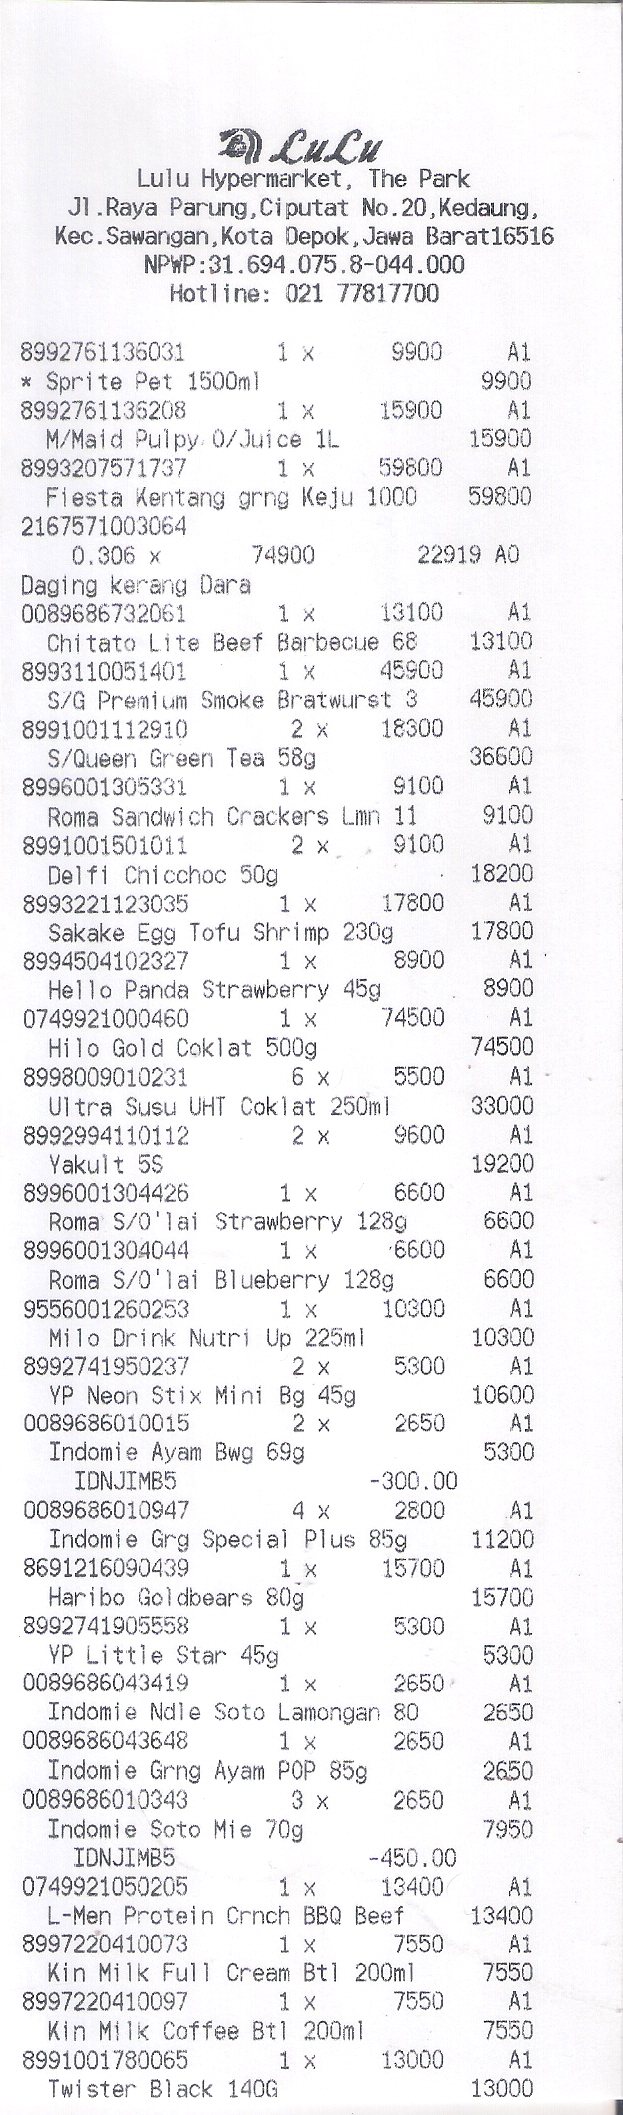 LuLu
Lulu Hypermarket, The Park
Jl.Raya Parung,Ciputat No.20,Kedaung,
Kec.Sawangan,Kota Depok,Jawa Barat16516
NPWP:31.694.075.8-044.000
Hotline: 021 77817700
8992761136031 1 x 9900 A1
* Sprite Pet 1500ml 9900
8992761136208 1 x 15900 A1
M/Maid Pulpy O/Juice 1L 15900
8993207571737 1 x 59800 A1
Fiesta Kentang grng Keju 1000 59800
2167571003064
0.306 x 74900 22919 A0
Daging kerang Dara
0089686732061 1 x 13100 A1
Chitato Lite Beef Barbecue 68 13100
8993110051401 1 x 45900 A1
S/G Premium Smoke Bratwurst 3 45900
8991001112910 2 x 18300 A1
S/Queen Green Tea 58g 36600
8996001305331 1 x 9100 A1
Roma Sandwich Crackers Lmn 11 9100
8991001501011 2 x 9100 A1
Delfi Chicchoc 50g 18200
8993221123035 1 x 17800 A1
Sakake Egg Tofu Shrimp 230g 17800
8994504102327 1 x 8900 A1
Hello Panda Strawberry 45g 8900
0749921000460 1 x 74500 A1
Hilo Gold Coklat 500g 74500
8998009010231 6 x 5500 A1
Ultra Susu UHT Coklat 250ml 33000
8992994110112 2 x 9600 A1
Yakult 5S 19200
8996001304426 1 x 6600 A1
Roma S/O'lai Strawberry 128g 6600
8996001304044 1 x 6600 A1
Roma S/O'lai Blueberry 128g 6600
9556001260253 1 x 10300 A1
Milo Drink Nutri Up 225ml 10300
8992741950237 2 x 5300 A1
YP Neon Stix Mini Bg 45g 10600
0089686010015 2 x 2650 A1
Indomie Ayam Bwg 69g 5300
IDNJIMB5 -300.00
0089686010947 4 x 2800 A1
Indomie Grg Special Plus 85g 11200
8691216090439 1 x 15700 A1
Haribo Goldbears 80g 15700
8992741905558 1 x 5300 A1
YP Little Star 45g 5300
0089686043419 1 x 2650 A1
Indomie Ndle Soto Lamongan 80 2650
0089686043648 1 x 2650 A1
Indomie Grng Ayam POP 85g 2650
0089686010343 3 x 2650 A1
Indomie Soto Mie 70g 7950
IDNJIMB5 -450.00
0749921050205 1 x 13400 A1
L-Men Protein Crnch BBQ Beef 13400
8997220410073 1 x 7550 A1
Kin Milk Full Cream Btl 200ml 7550
8997220410097 1 x 7550 A1
Kin Milk Coffee Btl 200ml 7550
8991001780065 1 x 13000 A1
Twister Black 140G 13000